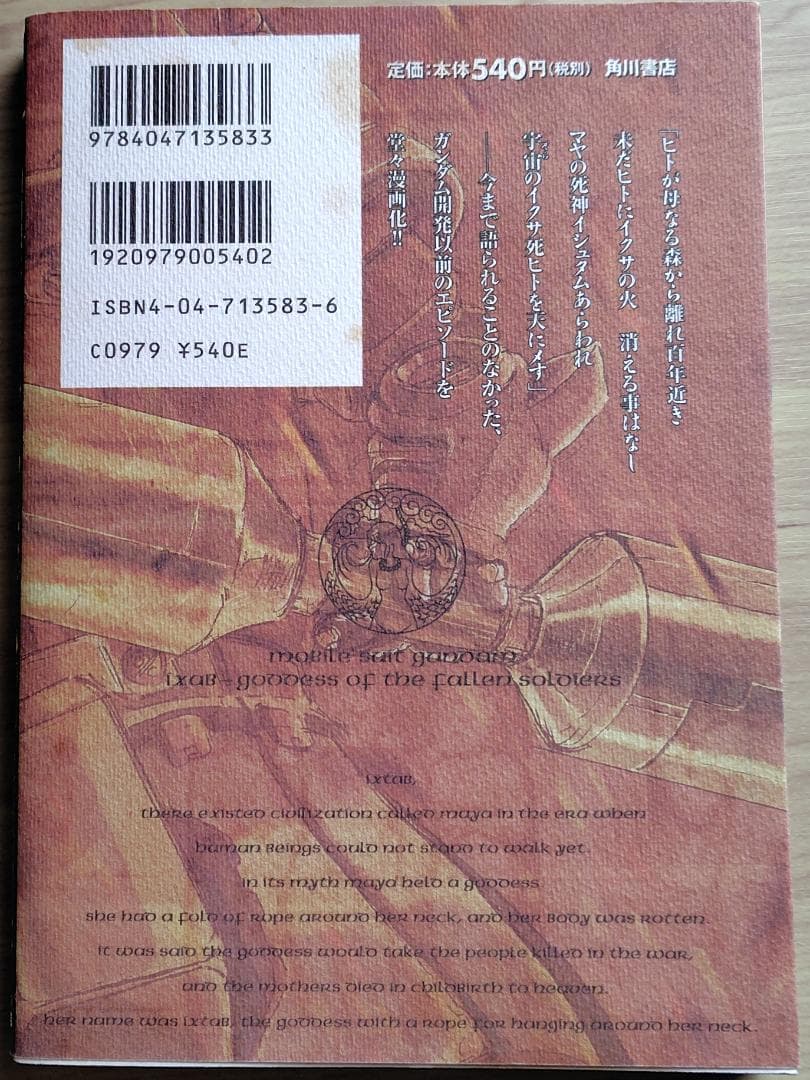 9784047135833
1920979005402
ISBN4-04-713583-6
C0979 ¥540E
定価:本体540円(税別) 角川書店
「ヒトが母なる森から離れ百年近き
未だヒトにイクサの火 消える事はなし
マヤの死神イシュタムあらわれ
宇宙のイクサ死ヒトを天にメす」
――今まで語られることのなかった、
ガンダム開発以前のエピソードを
堂々漫画化!!
mobile suit gundam
ixtab-goddess of the fallen soldiers
ixtab,
there existed civilization called maya in the era when
human beings could not stand to walk yet.
in its myth maya held a goddess
she had a fold of rope around her neck, and her body was rotten.
it was said the goddess would take the people killed in the war,
and the mothers died in childbirth to heaven.
her name was ixtab, the goddess with a rope for hanging around her neck.